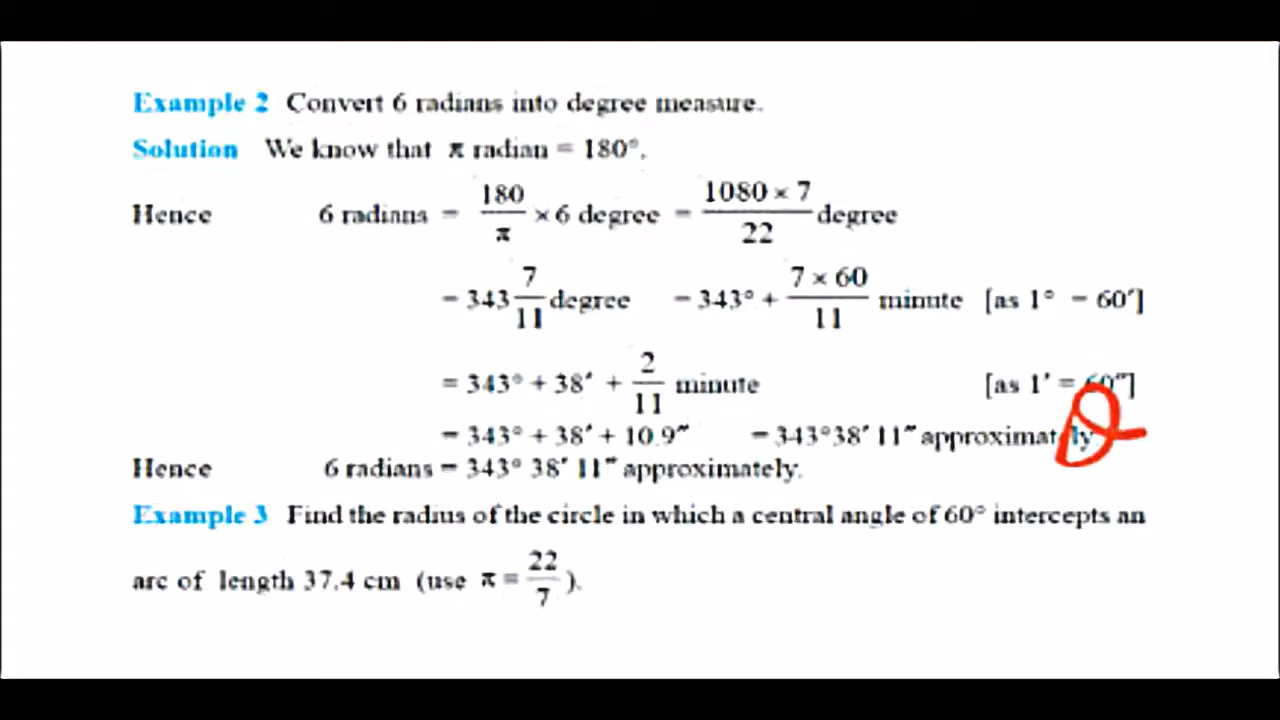 Example 2 Convert 6 radians into degree measure.
Solution We know that π radian = 180°.
Hence 6 radians = 180/π × 6 degree = 1080 × 7/22 degree
= 343 7/11 degree = 343° + 7 × 60/11 minute [as 1° = 60′]
= 343° + 38′ + 2/11 minute [as 1′ = 60″]
= 343° + 38′ + 10.9″ = 343°38′ 11″ approximately
Hence 6 radians = 343° 38′ 11″ approximately.
Example 3 Find the radius of the circle in which a central angle of 60° intercepts an
arc of length 37.4 cm (use π = 22/7).